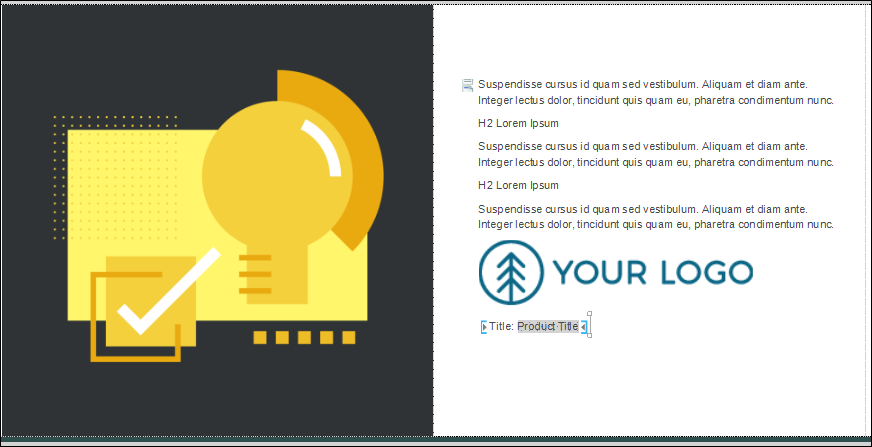 Suspendisse cursus id quam sed vestibulum. Aliquam et diam ante.
Integer lectus dolor, tincidunt quis quam eu, pharetra condimentum nunc.
H2 Lorem Ipsum
Suspendisse cursus id quam sed vestibulum. Aliquam et diam ante.
Integer lectus dolor, tincidunt quis quam eu, pharetra condimentum nunc.
H2 Lorem Ipsum
Suspendisse cursus id quam sed vestibulum. Aliquam et diam ante.
Integer lectus dolor, tincidunt quis quam eu, pharetra condimentum nunc.
YOUR LOGO
Title: Product Title